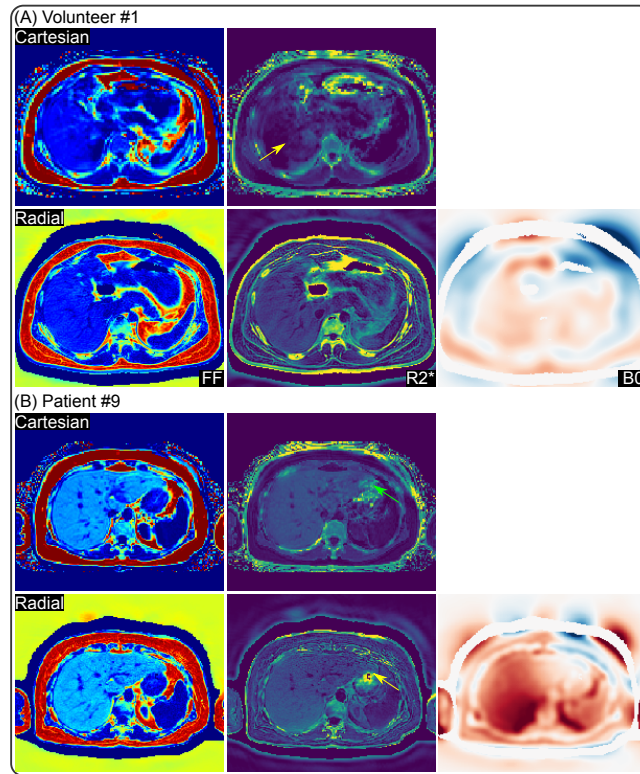 (A) Volunteer #1
Cartesian
Radial
FF
R2*
B0
(B) Patient #9
Cartesian
Radial